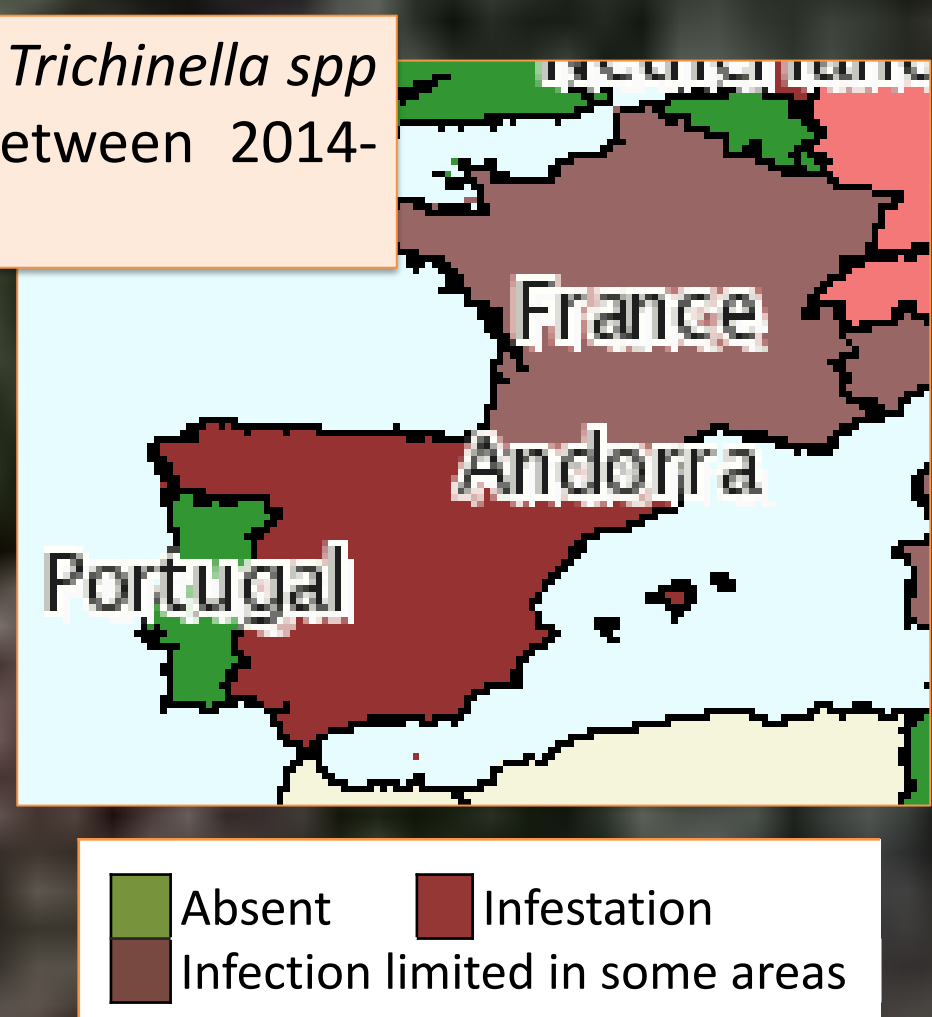 Trichinella spp
etween 2014-
France
Andorra
Portugal
Absent
Infestation
Infection limited in some areas